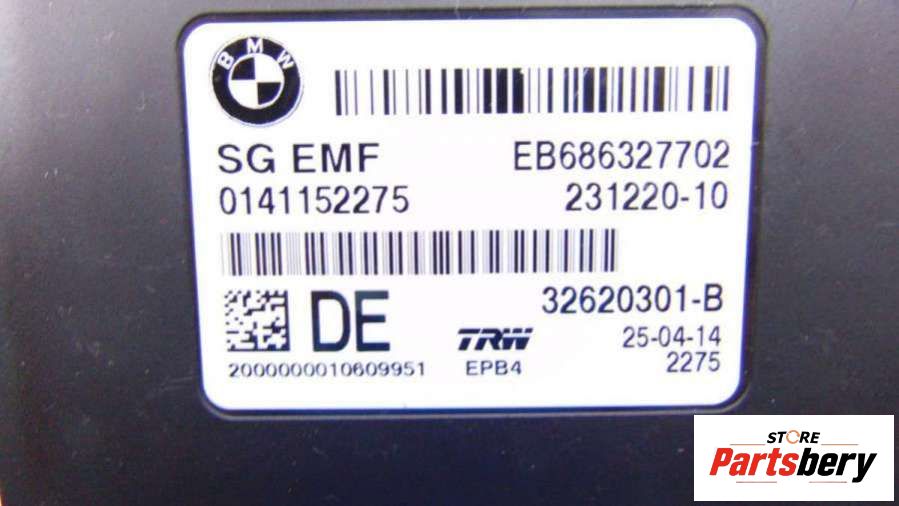 BMW
SG EMF EB686327702
0141152275 231220-10
32620301-B
DE TRW 25-04-14
2000000010609951 EPB4 2275
STORE
Partsbery